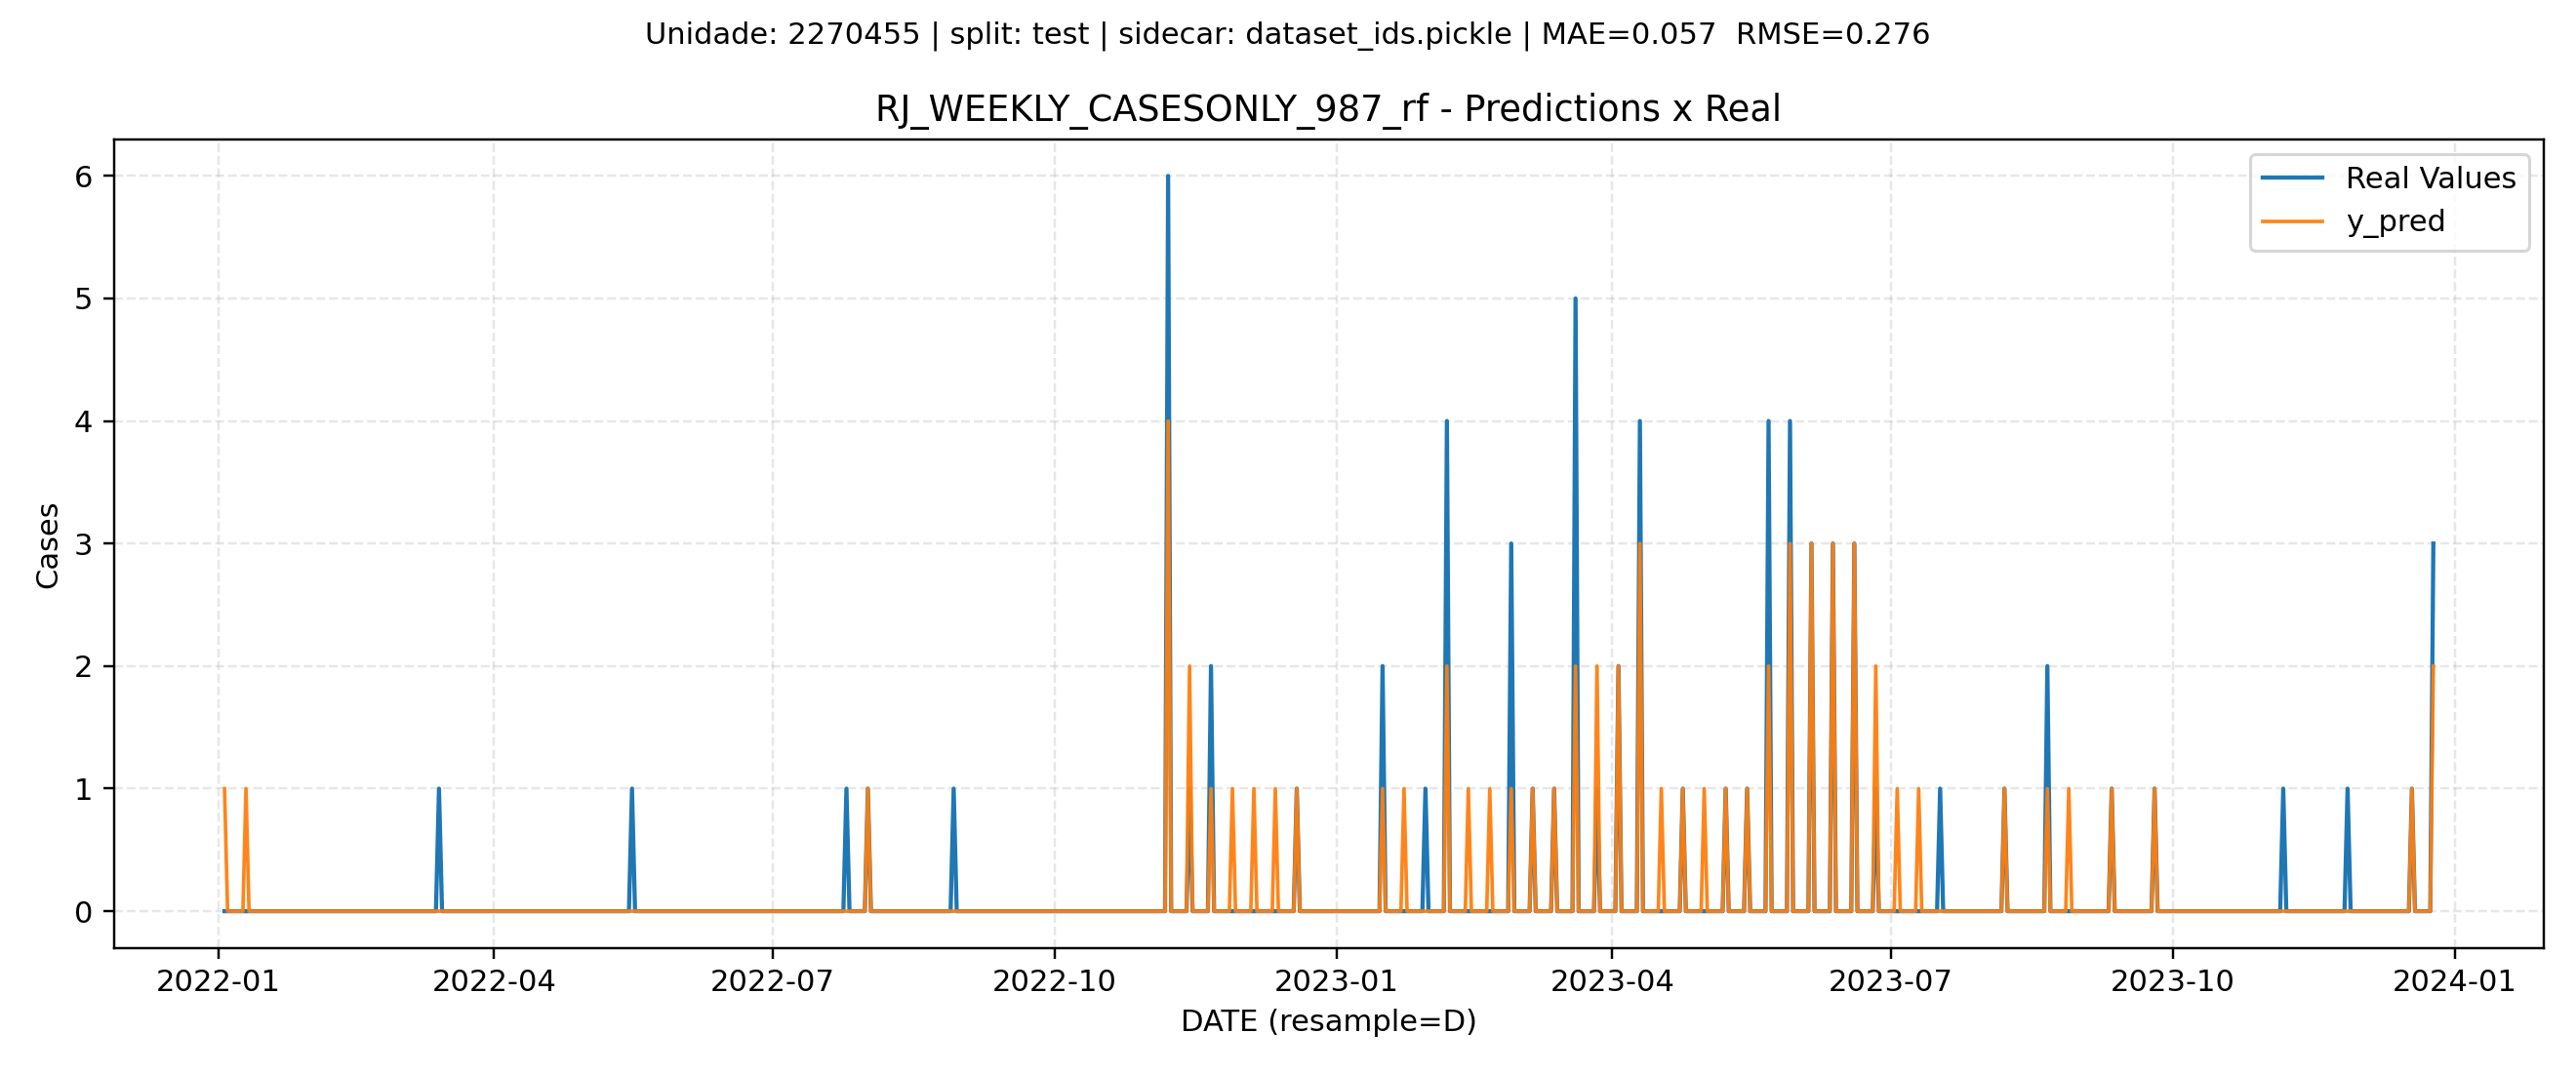 Unidade: 2270455 | split: test | sidecar: dataset_ids.pickle | MAE=0.057  RMSE=0.276
RJ_WEEKLY_CASESONLY_987_rf - Predictions x Real
Real Values
y_pred
Cases
6
5
4
3
2
1
0
2022-01
2022-04
2022-07
2022-10
2023-01
2023-04
2023-07
2023-10
2024-01
DATE (resample=D)